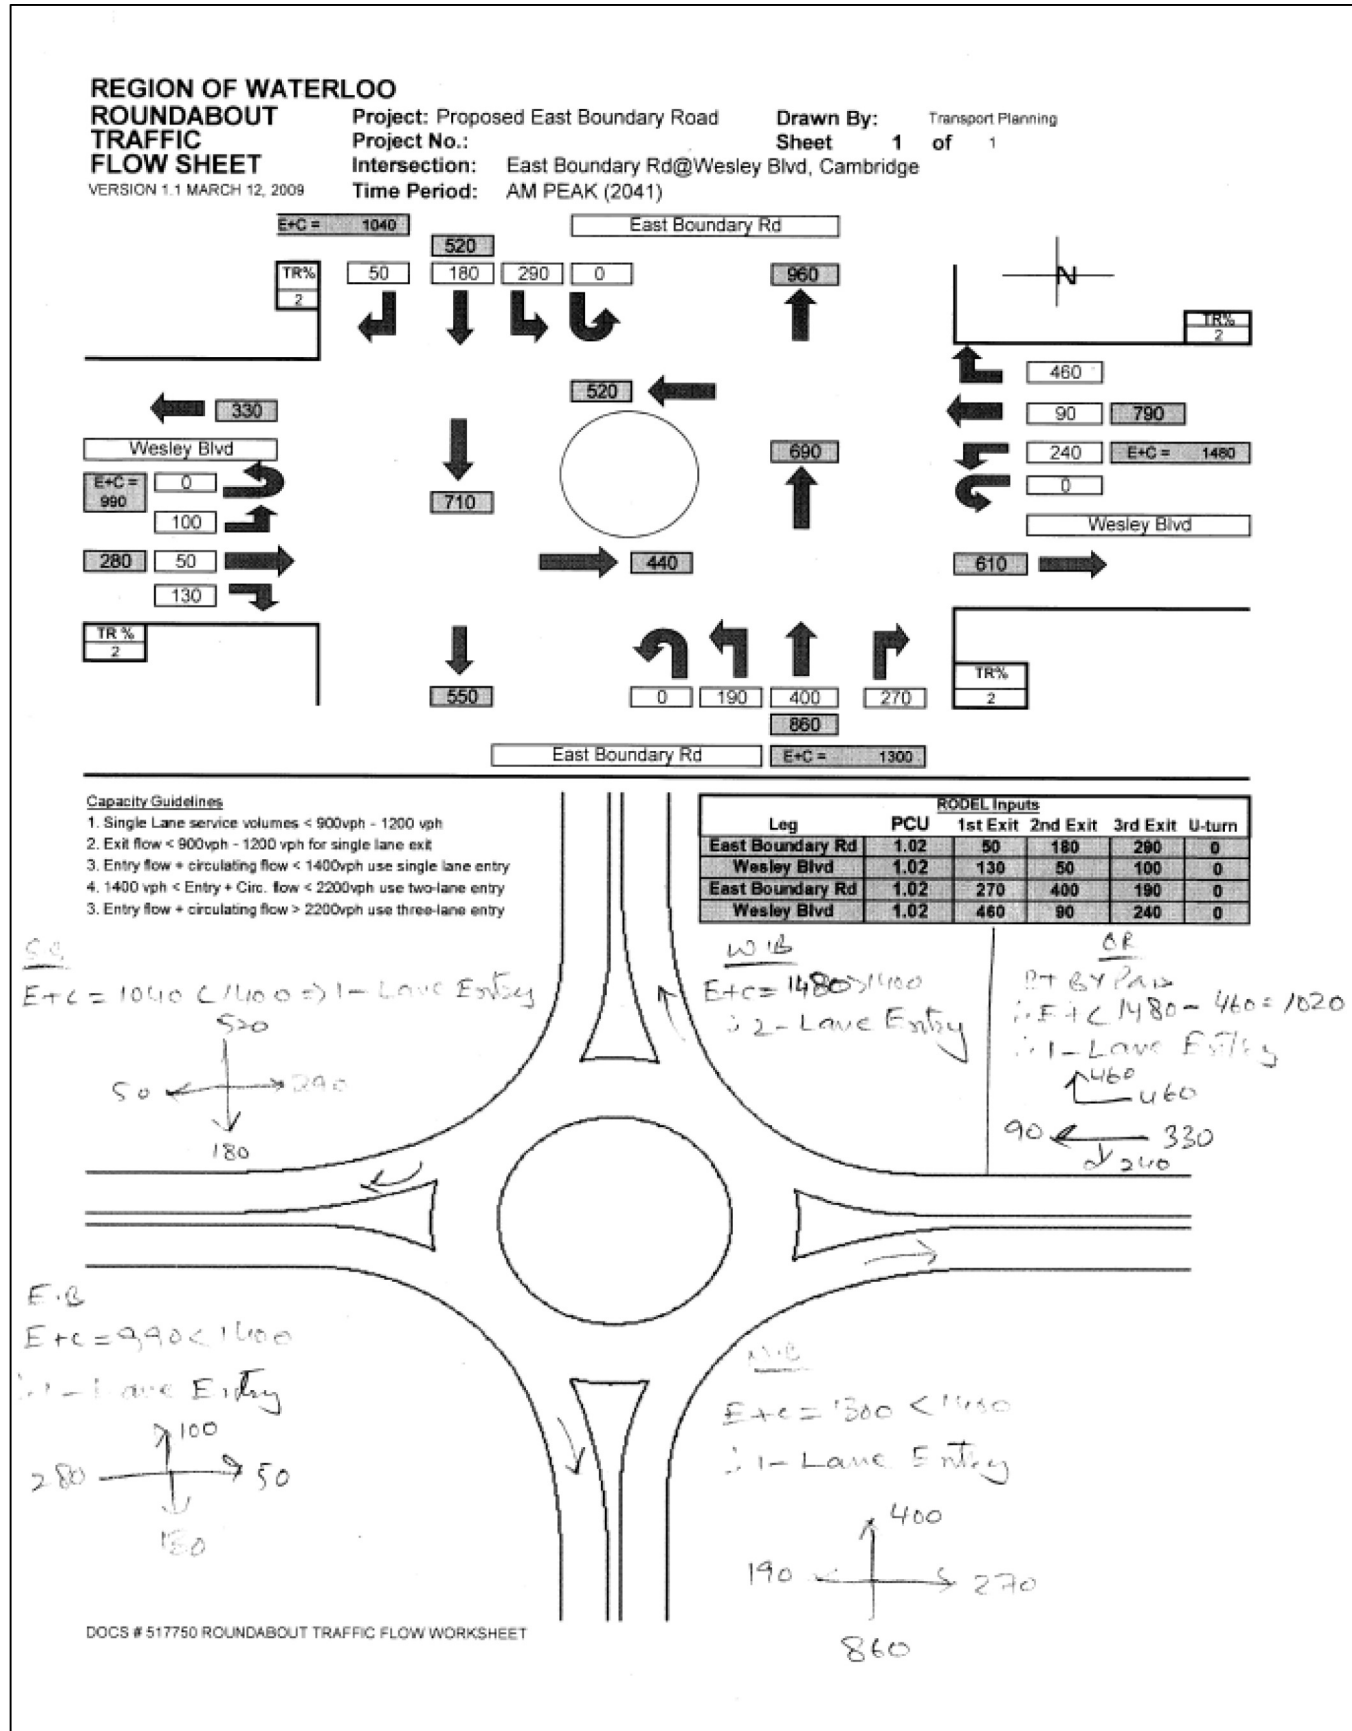 REGION OF WATERLOO
ROUNDABOUT
TRAFFIC
FLOW SHEET
VERSION 1.1 MARCH 12, 2009
Project: Proposed East Boundary Road
Project No.:
Intersection: East Boundary Rd@Wesley Blvd, Cambridge
Time Period: AM PEAK (2041)
Drawn By: Transport Planning
Sheet 1 of 1
E+C = 1040
520
East Boundary Rd
TR%
2
50 180 290 0
960
N
TR%
2
460
520
330
90 790
Wesley Blvd
690
240 E+C = 1480
E+C =
990
0
0
710
100
Wesley Blvd
280 50
440
610
130
TR %
2
TR%
2
550
0 190 400 270
860
East Boundary Rd
E+C = 1300
Capacity Guidelines
1. Single Lane service volumes < 900vph - 1200 vph
2. Exit flow < 900vph - 1200 vph for single lane exit
3. Entry flow + circulating flow < 1400vph use single lane entry
4. 1400 vph < Entry + Circ. flow < 2200vph use two-lane entry
3. Entry flow + circulating flow > 2200vph use three-lane entry
RODEL Inputs
Leg PCU 1st Exit 2nd Exit 3rd Exit U-turn
East Boundary Rd 1.02 50 180 290 0
Wesley Blvd 1.02 130 50 100 0
East Boundary Rd 1.02 270 400 190 0
Wesley Blvd 1.02 460 90 240 0
E+C = 1040 < 1400 => 1-Lane Entry
520
50 290
180
W.B
E+C = 1480 > 1400
∴ 2-Lane Entry
OR
RT BY Pass
∴ E+C 1480 - 460 = 1020
∴ 1-Lane Entry
460
460
90 330
240
E.B
E+C = 990 < 1400
∴ 1-Lane Entry
100
280 50
N.B
E+C = 1300 < 1400
∴ 1-Lane Entry
400
190 270
860
DOCS # 517750 ROUNDABOUT TRAFFIC FLOW WORKSHEET